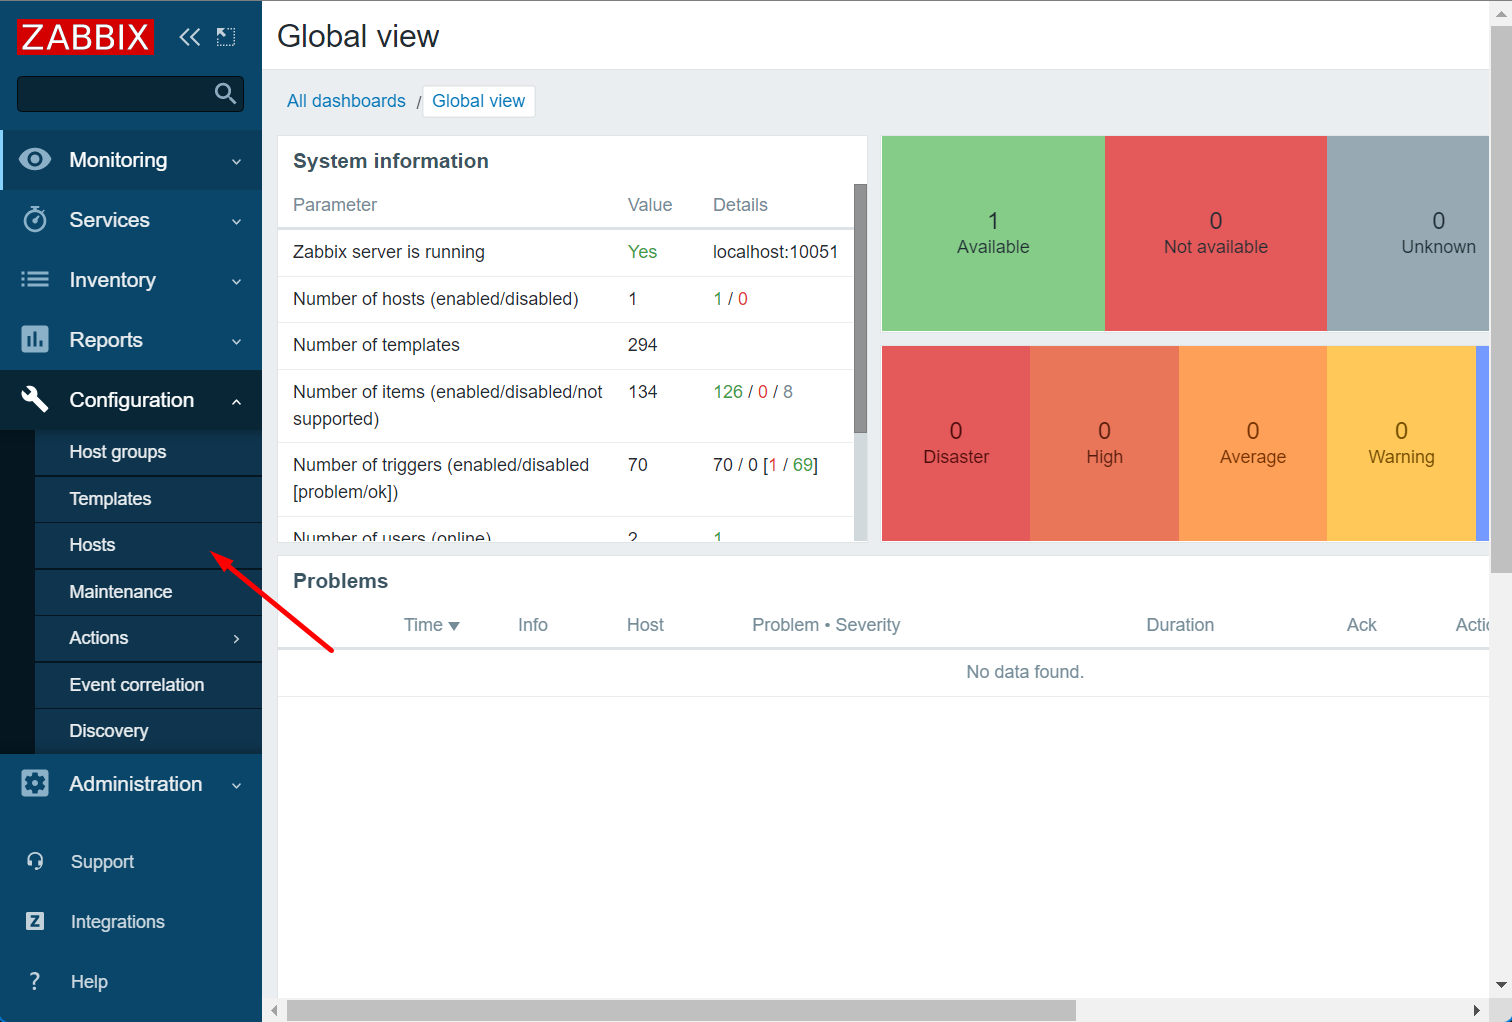 ZABBIX
Monitoring
Services
Inventory
Reports
Configuration
Host groups
Templates
Hosts
Maintenance
Actions
Event correlation
Discovery
Administration
Support
Integrations
Help
Global view
All dashboards / Global view
System information
Parameter Value Details
Zabbix server is running Yes localhost:10051
Number of hosts (enabled/disabled) 1 1 / 0
Number of templates 294
Number of items (enabled/disabled/not 134 126 / 0 / 8
supported)
Number of triggers (enabled/disabled 70 70 / 0 [1 / 69]
[problem/ok])
Number of users (online) 2 1
1 0 0
Available Not available Unknown
0 0 0 0
Disaster High Average Warning
Problems
Time Info Host Problem • Severity Duration Ack Actio
No data found.